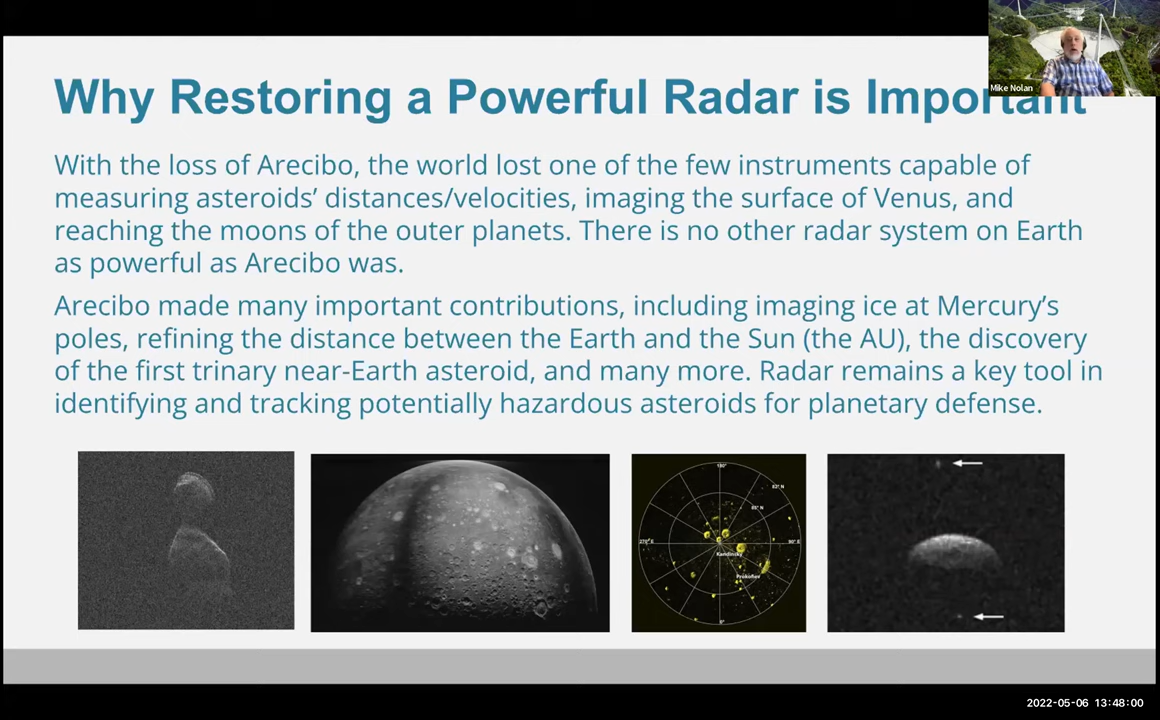 Why Restoring a Powerful Radar is Important
Mike Nolan
With the loss of Arecibo, the world lost one of the few instruments capable of
measuring asteroids’ distances/velocities, imaging the surface of Venus, and
reaching the moons of the outer planets. There is no other radar system on Earth
as powerful as Arecibo was.
Arecibo made many important contributions, including imaging ice at Mercury’s
poles, refining the distance between the Earth and the Sun (the AU), the discovery
of the first trinary near-Earth asteroid, and many more. Radar remains a key tool in
identifying and tracking potentially hazardous asteroids for planetary defense.
180°
Kandinsky
Prokofiev
90° E
0°
2022-05-06 13:48:00